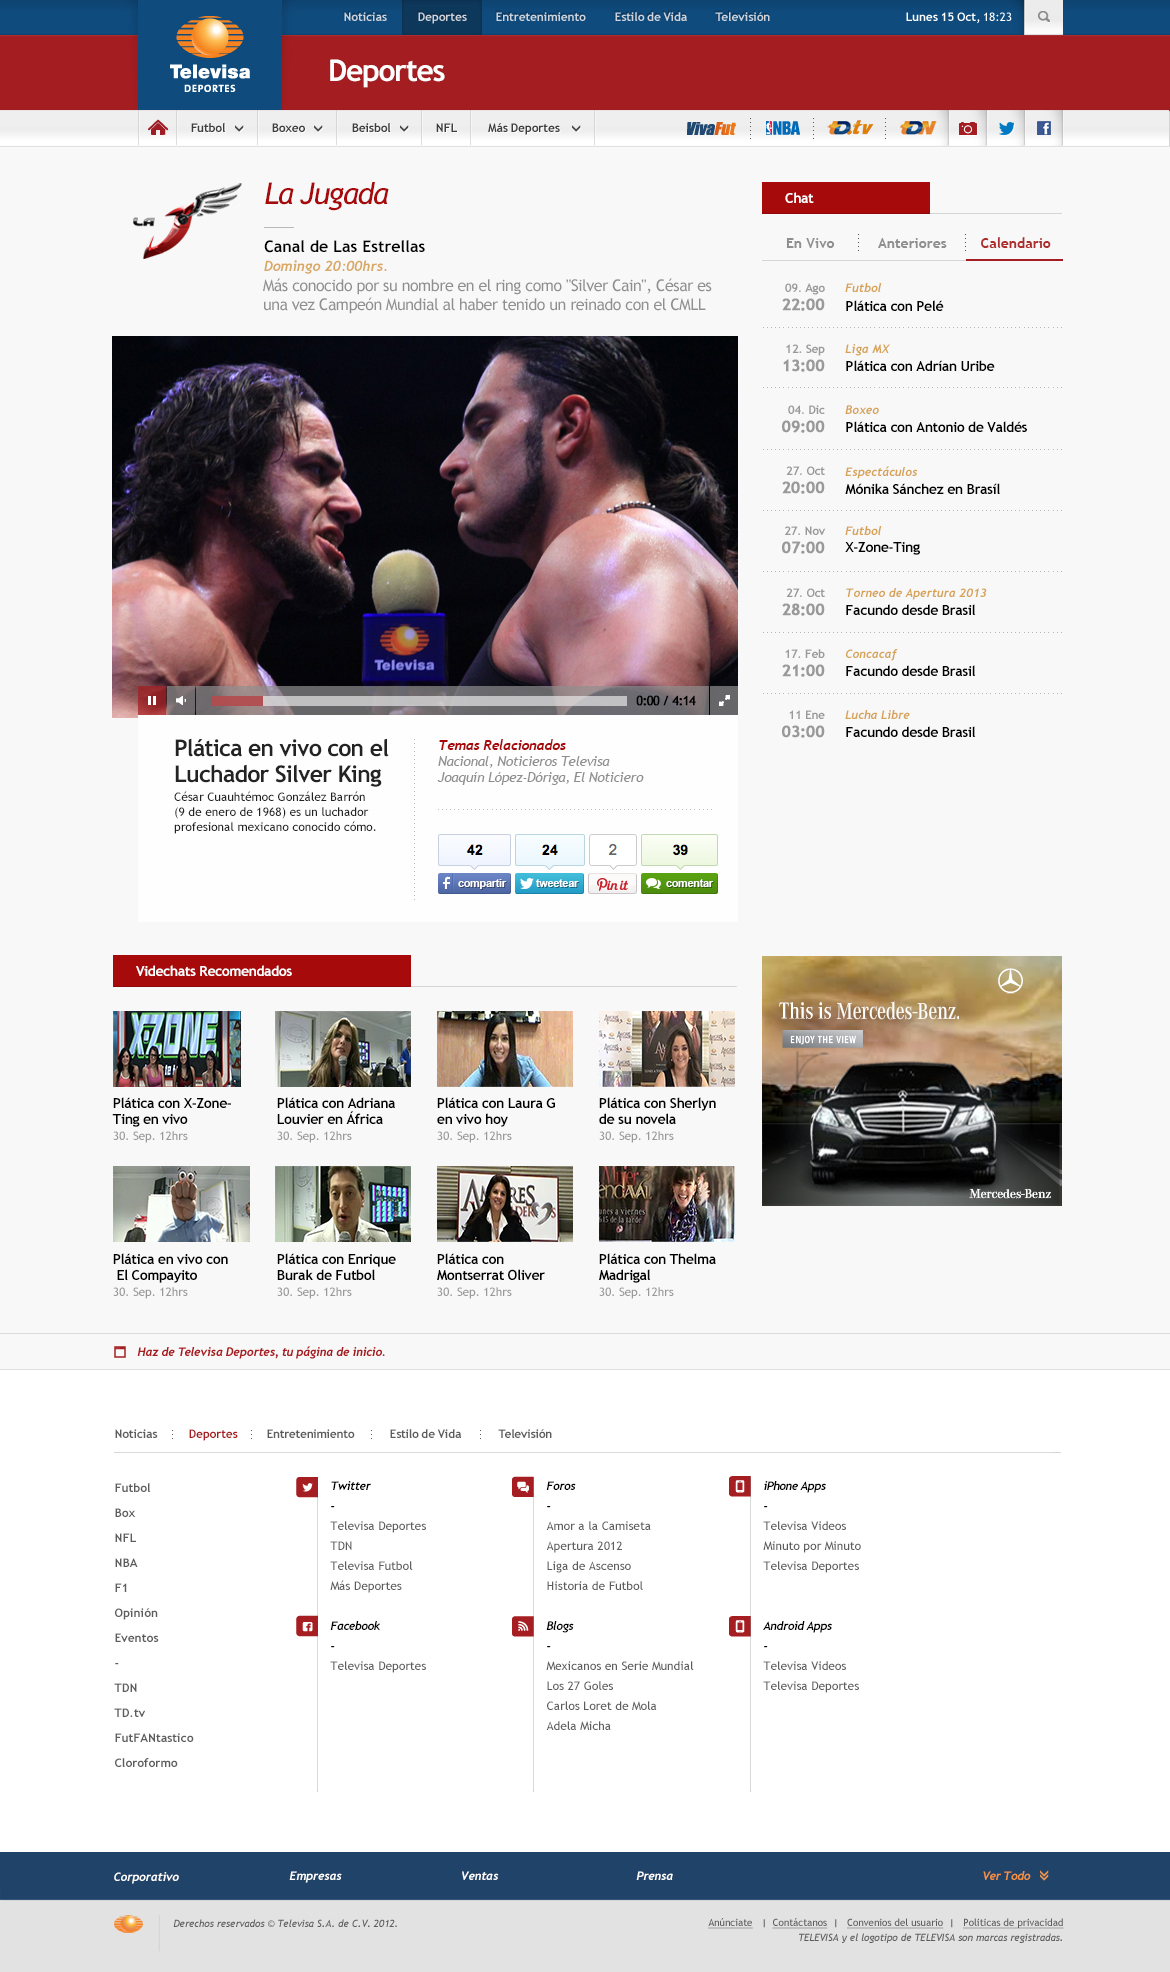 Noticias Deportes Entretenimiento Estilo de Vida Televisión Lunes 15 Oct, 18:23
Televisa
DEPORTES
Deportes
Futbol Boxeo Beisbol NFL Más Deportes VivaFut NBA TD.tv TDN
LA
La Jugada
Canal de Las Estrellas
Domingo 20:00hrs.
Más conocido por su nombre en el ring como "Silver Cain", César es
una vez Campeón Mundial al haber tenido un reinado con el CMLL
Televisa
0:00 / 4:14
Plática en vivo con el
Luchador Silver King
César Cuauhtémoc González Barrón
(9 de enero de 1968) es un luchador
profesional mexicano conocido cómo.
Temas Relacionados
Nacional, Noticieros Televisa
Joaquín López-Dóriga, El Noticiero
42 24 2 39
compartir tweetear Pin it comentar
Chat
En Vivo Anteriores Calendario
09. Ago Futbol
22:00 Plática con Pelé
12. Sep Liga MX
13:00 Plática con Adrían Uribe
04. Dic Boxeo
09:00 Plática con Antonio de Valdés
27. Oct Espectáculos
20:00 Mónika Sánchez en Brasíl
27. Nov Futbol
07:00 X-Zone-Ting
27. Oct Torneo de Apertura 2013
28:00 Facundo desde Brasil
17. Feb Concacaf
21:00 Facundo desde Brasil
11 Ene Lucha Libre
03:00 Facundo desde Brasil
Videchats Recomendados
X-ZONE
Plática con X-Zone-
Ting en vivo
30. Sep. 12hrs
Plática con Adriana
Louvier en África
30. Sep. 12hrs
Plática con Laura G
en vivo hoy
30. Sep. 12hrs
Plática con Sherlyn
de su novela
30. Sep. 12hrs
Plática en vivo con
El Compayito
30. Sep. 12hrs
Plática con Enrique
Burak de Futbol
30. Sep. 12hrs
Plática con
Montserrat Oliver
30. Sep. 12hrs
Plática con Thelma
Madrigal
30. Sep. 12hrs
This is Mercedes-Benz.
ENJOY THE VIEW
Mercedes-Benz
Haz de Televisa Deportes, tu página de inicio.
Noticias Deportes Entretenimiento Estilo de Vida Televisión
Futbol
Box
NFL
NBA
F1
Opinión
Eventos
-
TDN
TD.tv
FutFANtastico
Cloroformo
Twitter
-
Televisa Deportes
TDN
Televisa Futbol
Más Deportes
Facebook
-
Televisa Deportes
Foros
-
Amor a la Camiseta
Apertura 2012
Liga de Ascenso
Historia de Futbol
Blogs
-
Mexicanos en Serie Mundial
Los 27 Goles
Carlos Loret de Mola
Adela Micha
iPhone Apps
-
Televisa Videos
Minuto por Minuto
Televisa Deportes
Android Apps
-
Televisa Videos
Televisa Deportes
Corporativo Empresas Ventas Prensa Ver Todo
Derechos reservados © Televisa S.A. de C.V. 2012.
Anúnciate | Contáctanos | Convenios del usuario | Políticas de privacidad
TELEVISA y el logotipo de TELEVISA son marcas registradas.